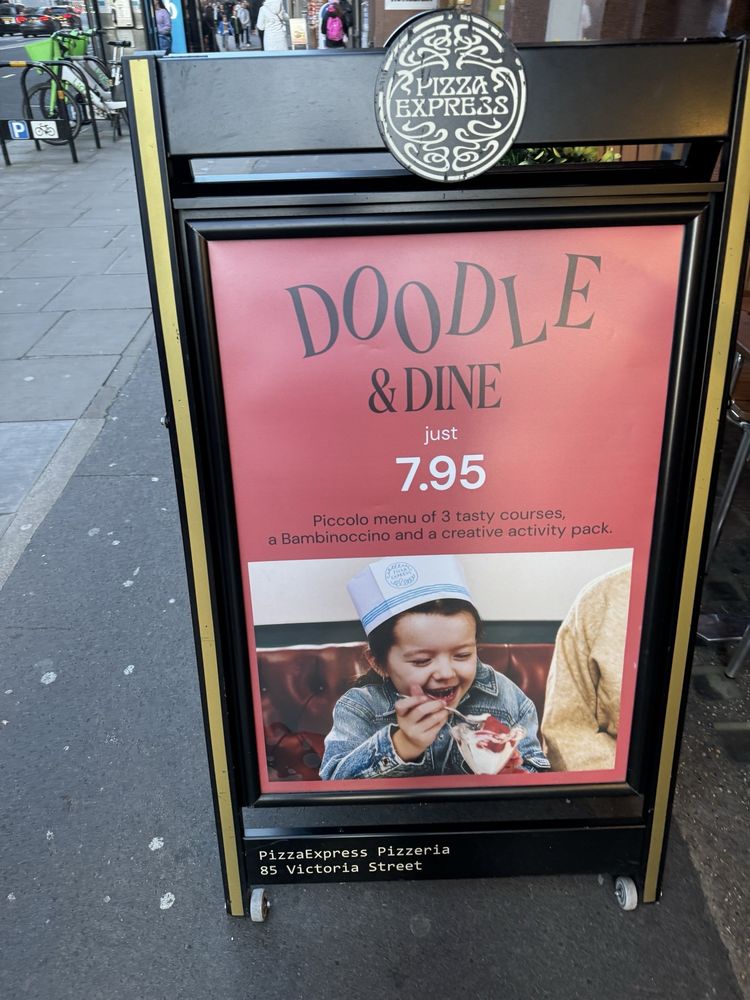 PIZZA
EXPRESS
DOODLE
& DINE
just
7.95
Piccolo menu of 3 tasty courses,
a Bambinoccino and a creative activity pack.
PizzaExpress Pizzeria
85 Victoria Street
P